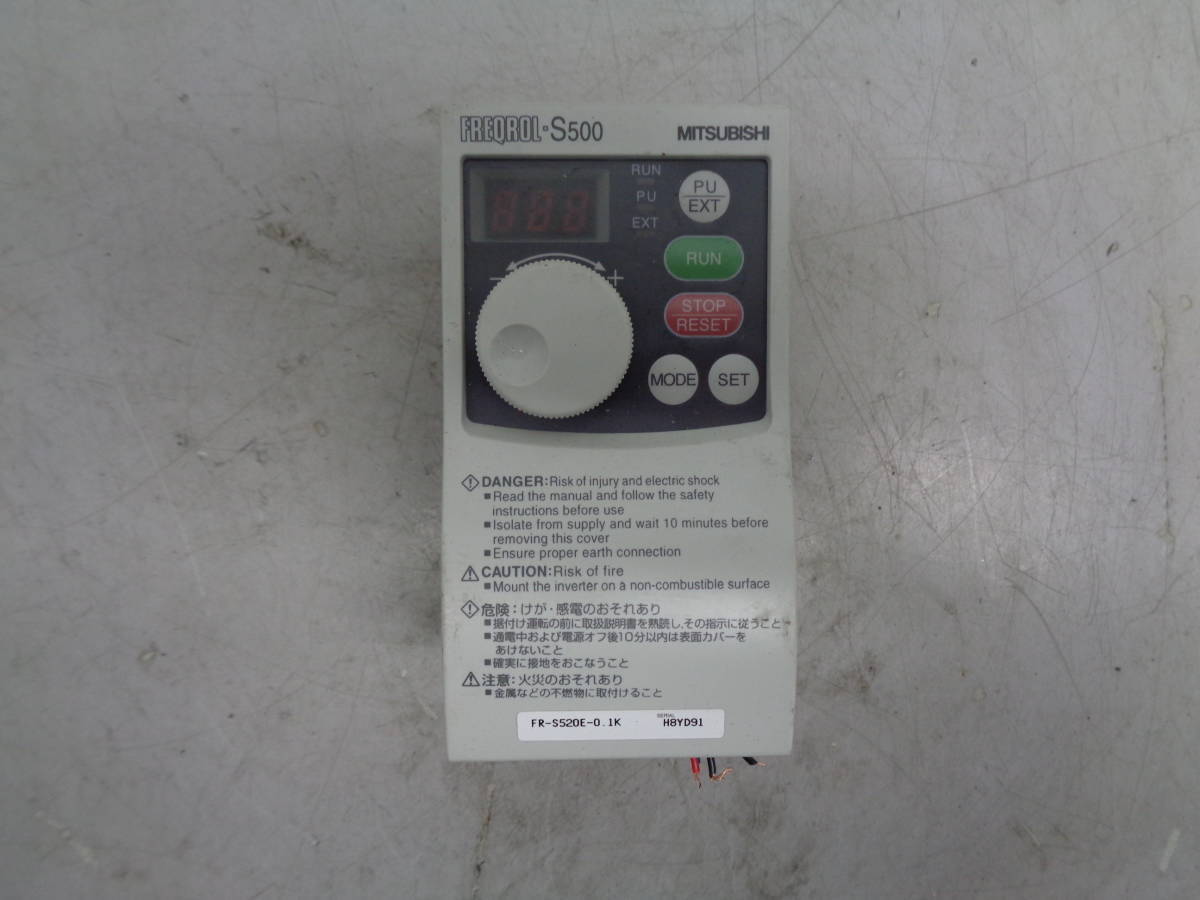 FREQROL-S500 MITSUBISHI
RUN
PU
EXT
PU
EXT
- +
RUN
STOP
RESET
MODE SET
DANGER: Risk of injury and electric shock
■Read the manual and follow the safety
instructions before use
■Isolate from supply and wait 10 minutes before
removing this cover
■Ensure proper earth connection
CAUTION: Risk of fire
■Mount the inverter on a non-combustible surface
危険：けが・感電のおそれあり
■据付け運転の前に取扱説明書を熟読し、その指示に従うこと
■通電中および電源オフ後10分以内は表面カバーを
あけないこと
■確実に接地をおこなうこと
注意：火災のおそれあり
■金属などの不燃物に取付けること
FR-S520E-0.1K SERIAL H8YD91